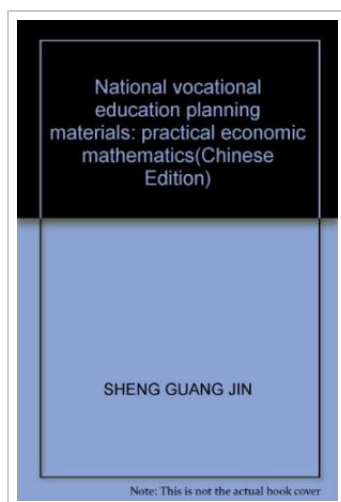 National vocational
education planning
materials: practical economic
mathematics(Chinese
Edition)
SHENG GUANG JIN
Note: This is not the actual book cover